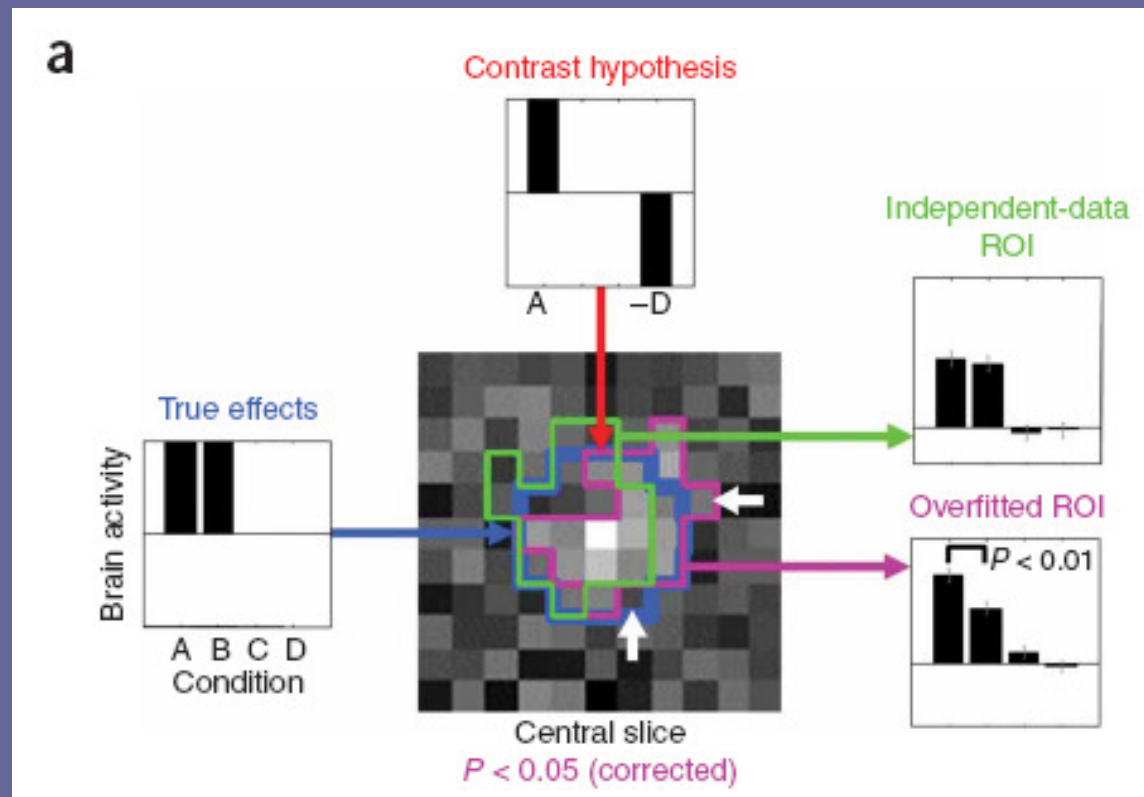 a
Contrast hypothesis
A –D
Independent-data
ROI
True effects
Brain activity
A B C D
Condition
Overfitted ROI
P < 0.01
Central slice
P < 0.05 (corrected)